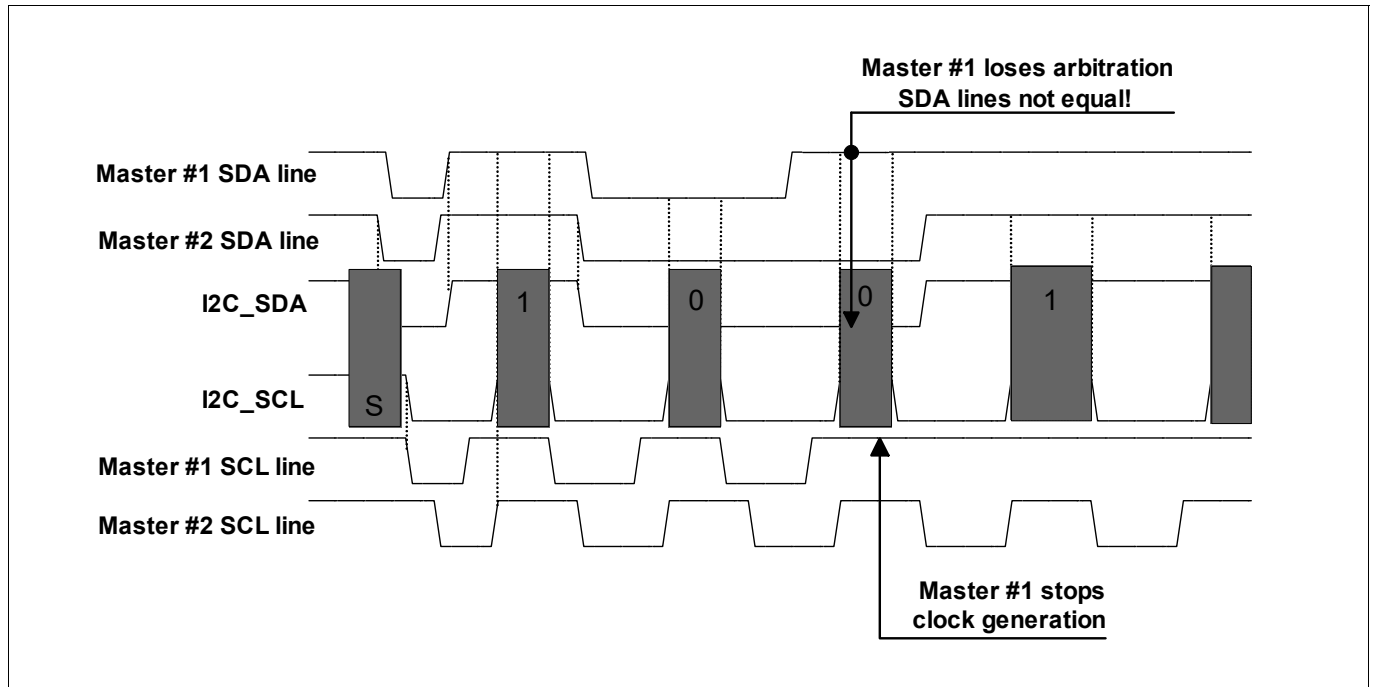 Master #1 loses arbitration
SDA lines not equal!
Master #1 SDA line
Master #2 SDA line
I2C_SDA
1
0
0
1
I2C_SCL
S
Master #1 SCL line
Master #2 SCL line
Master #1 stops
clock generation